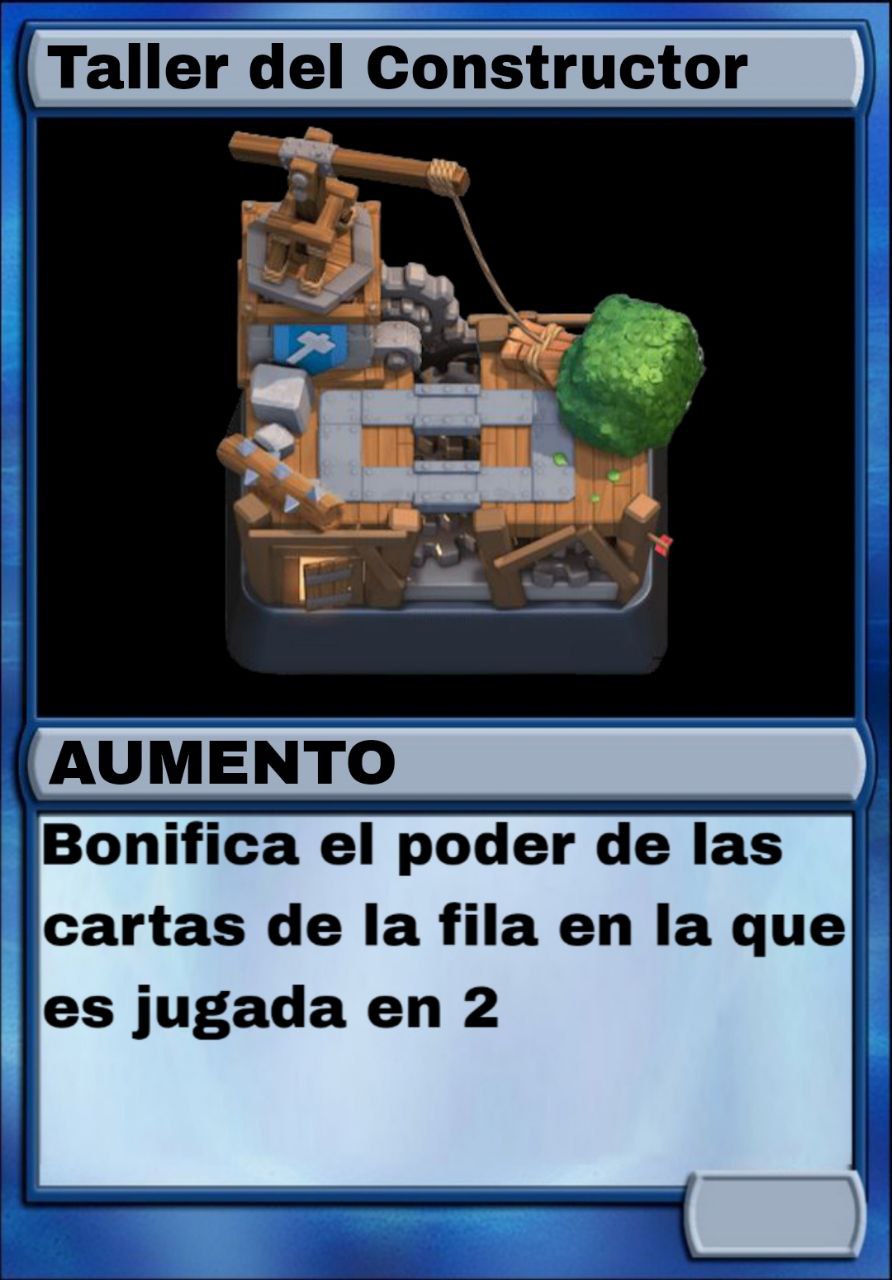 Taller del Constructor
AUMENTO
Bonifica el poder de las
cartas de la fila en la que
es jugada en 2